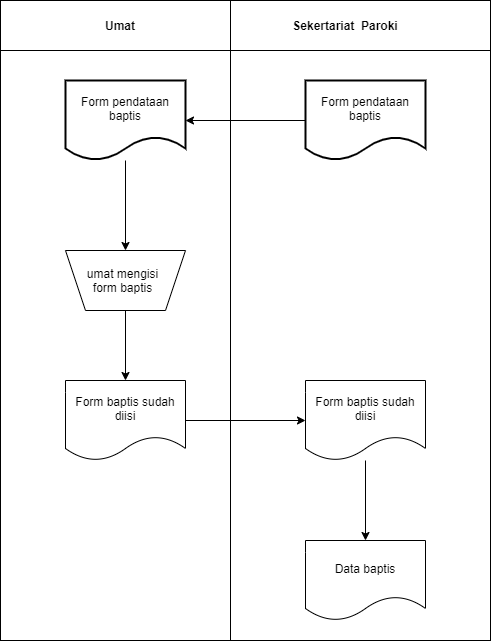 Umat
Sekertariat Paroki
Form pendataan
baptis
Form pendataan
baptis
umat mengisi
form baptis
Form baptis sudah
diisi
Form baptis sudah
diisi
Data baptis